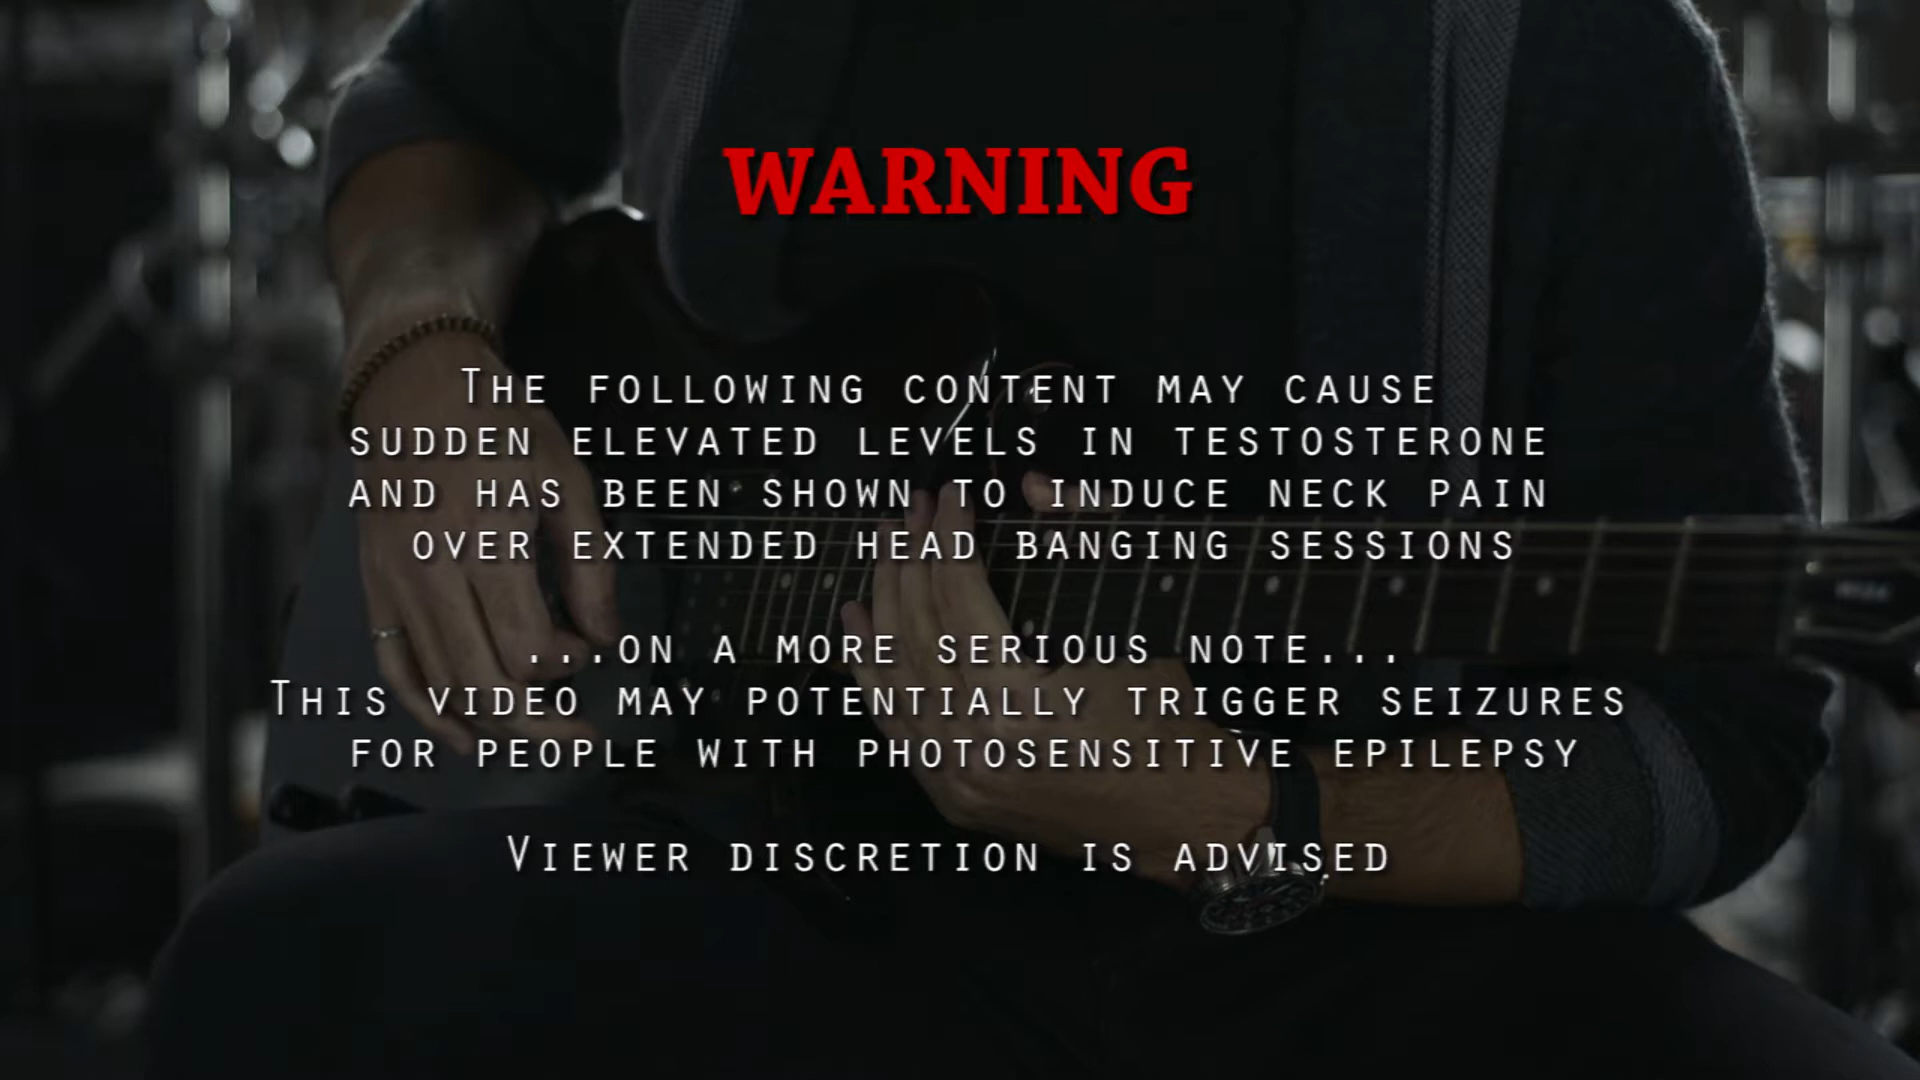 WARNING
The following content may cause
sudden elevated levels in testosterone
and has been shown to induce neck pain
over extended head banging sessions
...on a more serious note...
This video may potentially trigger seizures
for people with photosensitive epilepsy
Viewer discretion is advised